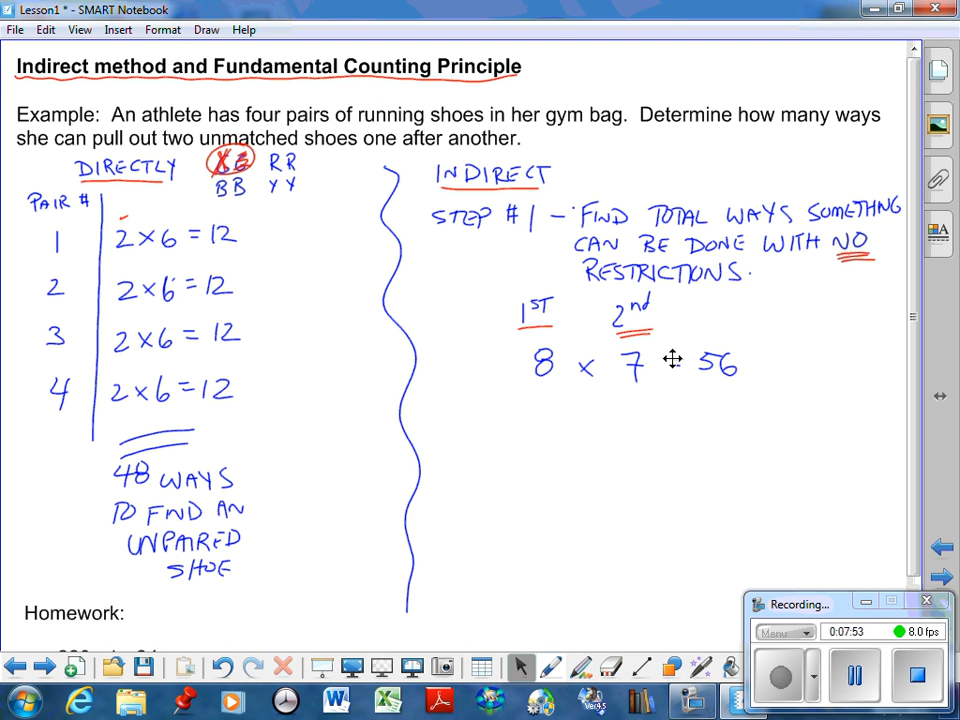 Lesson1 * - SMART Notebook
File Edit View Insert Format Draw Help
Indirect method and Fundamental Counting Principle
Example: An athlete has four pairs of running shoes in her gym bag. Determine how many ways
she can pull out two unmatched shoes one after another.
DIRECTLY
R R
B B Y Y
PAIR #
1 2 × 6 = 12
2 2 × 6 = 12
3 2 × 6 = 12
4 2 × 6 = 12
48 WAYS
TO FIND AN
UNPAIRED
SHOE
INDIRECT
STEP #1 - FIND TOTAL WAYS SOMETHING
CAN BE DONE WITH NO
RESTRICTIONS.
1ST 2nd
8 × 7 = 56
Homework:
Recording...
Menu 0:07:53 8.0 fps